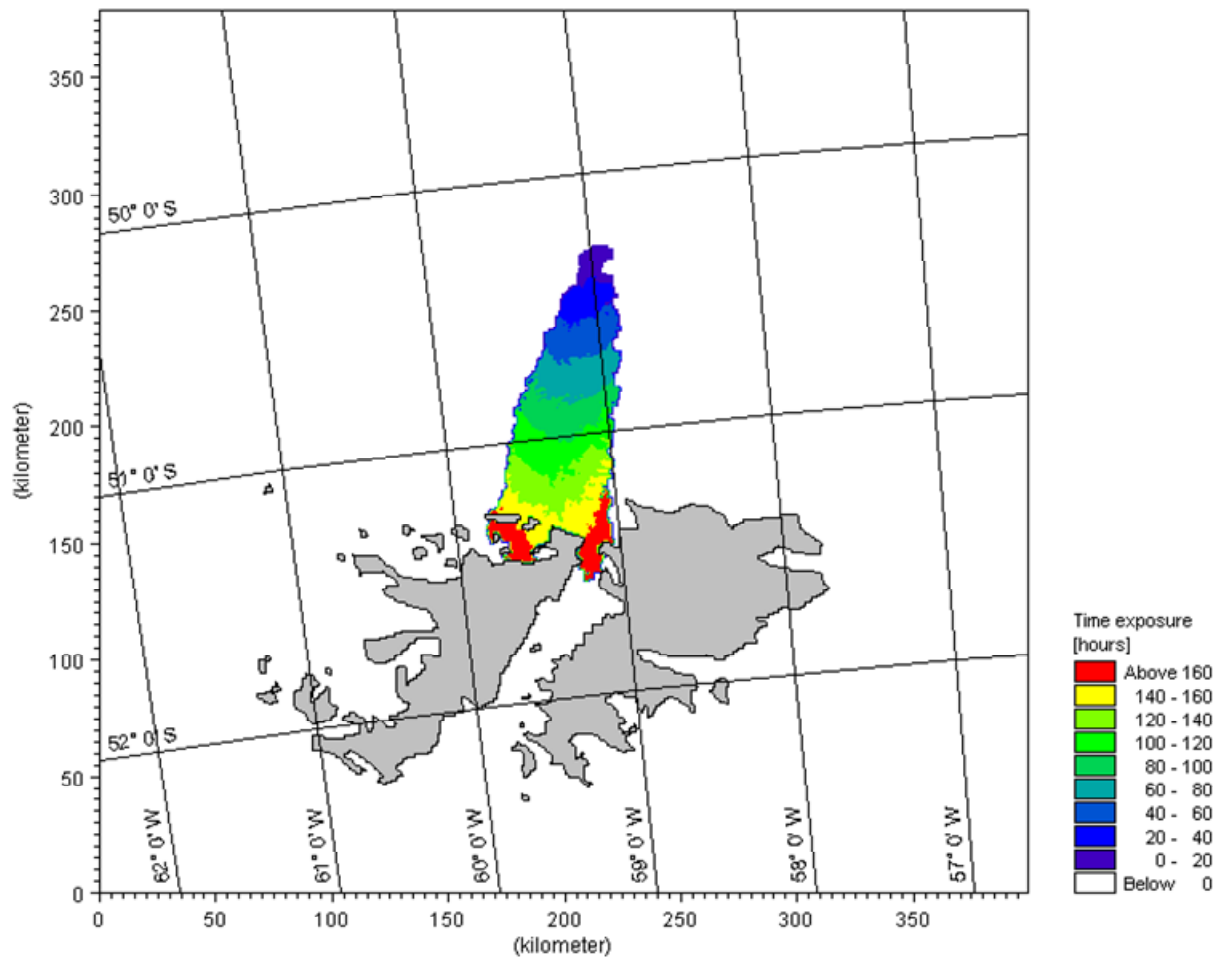 350
300
250
200
150
100
50
0
(kilometer)
50° 0' S
51° 0' S
52° 0' S
62° 0' W
61° 0' W
60° 0' W
59° 0' W
58° 0' W
57° 0' W
0 50 100 150 200 250 300 350
(kilometer)
Time exposure
[hours]
Above 160
140 - 160
120 - 140
100 - 120
80 - 100
60 - 80
40 - 60
20 - 40
0 - 20
Below 0